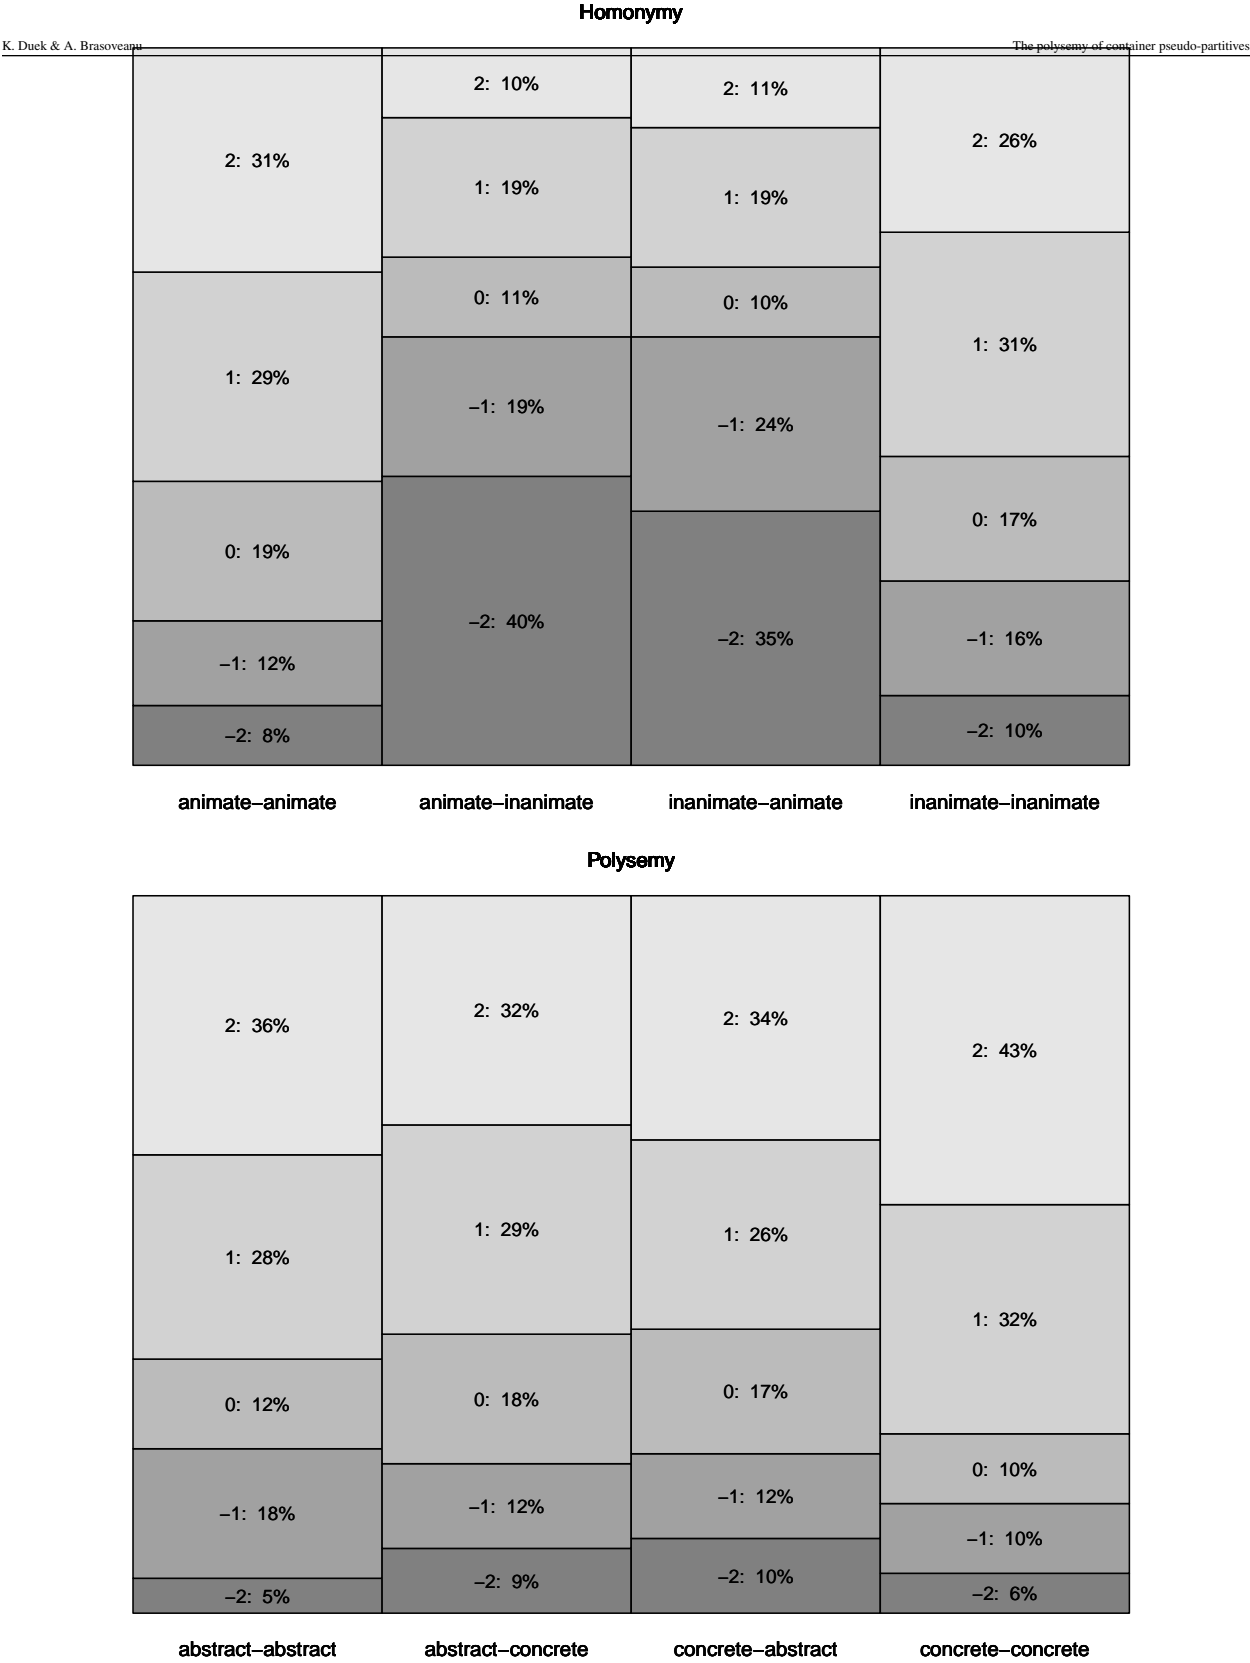 Homonymy
K. Duek & A. Brasoveanu The polysemy of container pseudo-partitives
2: 31% 2: 10% 2: 11% 2: 26%
1: 29% 1: 19% 1: 19% 1: 31%
0: 19% 0: 11% 0: 10% 0: 17%
−1: 12% −1: 19% −1: 24% −1: 16%
−2: 8% −2: 40% −2: 35% −2: 10%
animate−animate animate−inanimate inanimate−animate inanimate−inanimate
Polysemy
2: 36% 2: 32% 2: 34% 2: 43%
1: 28% 1: 29% 1: 26% 1: 32%
0: 12% 0: 18% 0: 17% 0: 10%
−1: 18% −1: 12% −1: 12% −1: 10%
−2: 5% −2: 9% −2: 10% −2: 6%
abstract−abstract abstract−concrete concrete−abstract concrete−concrete